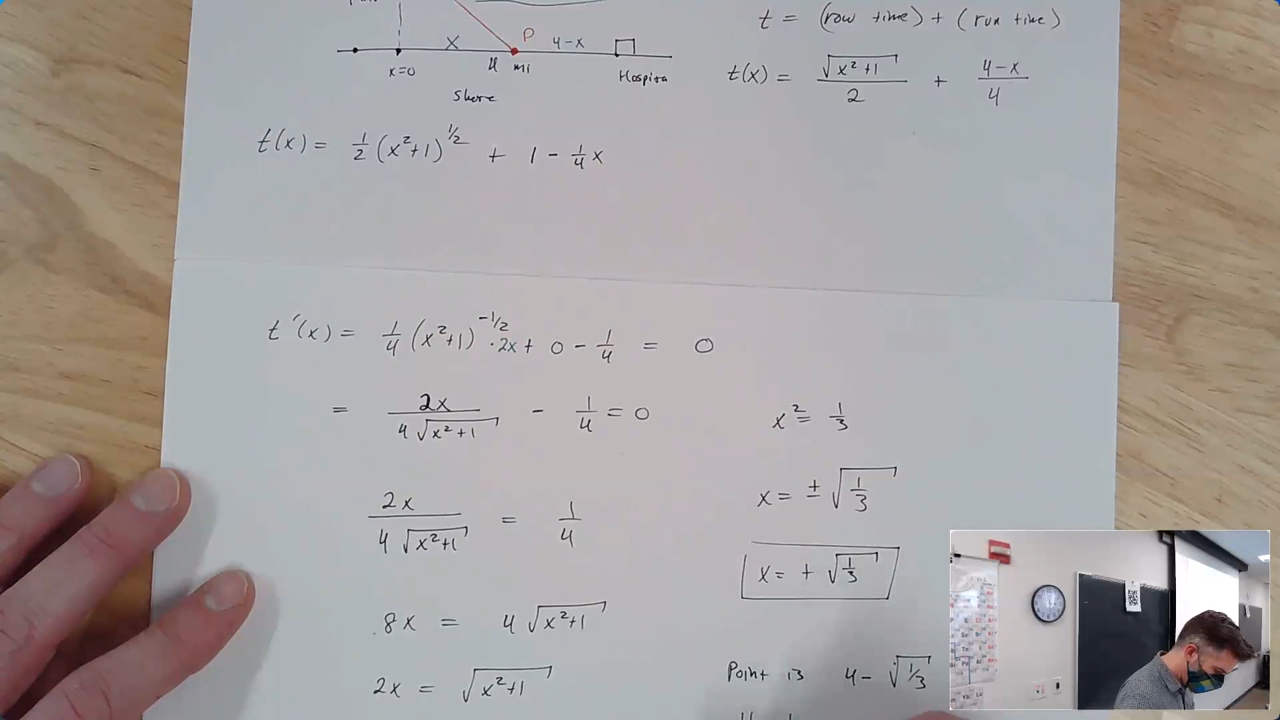 t = (row time) + (run time)
P
x
4-x
x=0
4 mi
Shore
t(x) = √(x²+1) / 2 + (4-x) / 4
t(x) = 1/2 (x²+1)^1/2 + 1 - 1/4 x
t'(x) = 1/4 (x²+1)^-1/2 · 2x + 0 - 1/4 = 0
= 2x / 4√(x²+1) - 1/4 = 0
2x / 4√(x²+1) = 1/4
8x = 4√(x²+1)
2x = √(x²+1)
x² = 1/3
x = ± √(1/3)
x = + √(1/3)
Point is 4 - √(1/3)